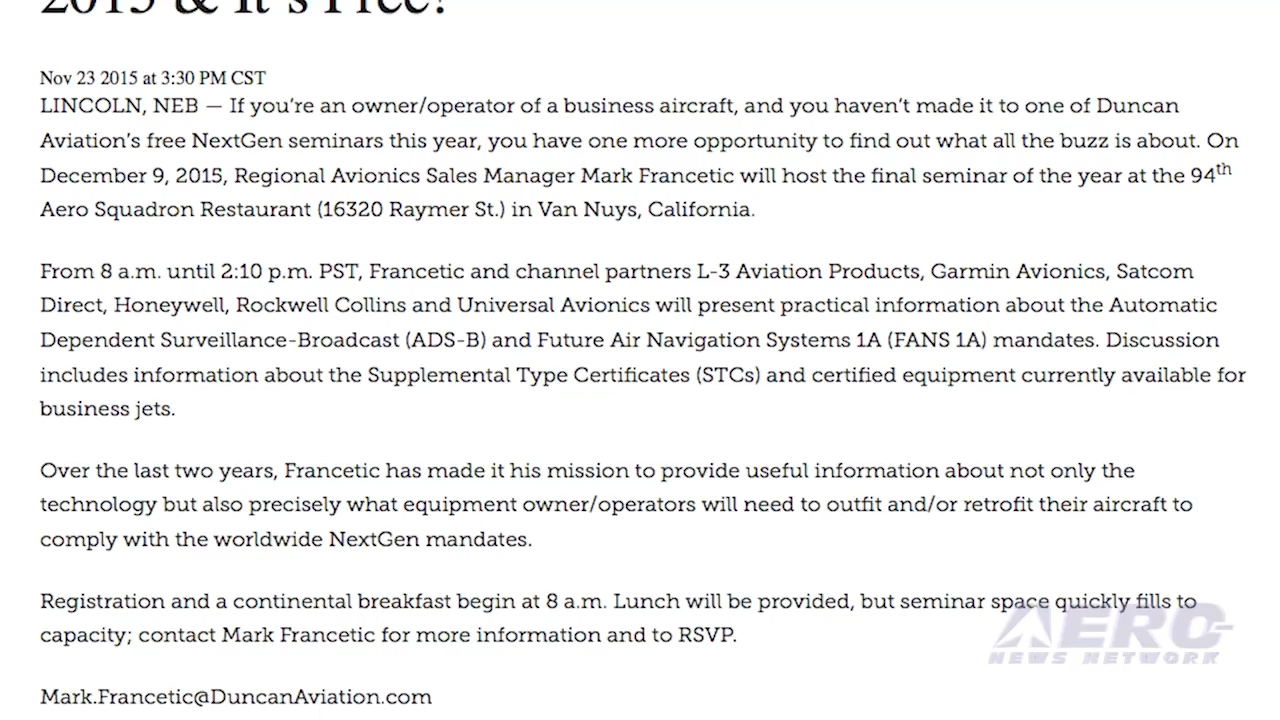 2015 & It's Free!
Nov 23 2015 at 3:30 PM CST
LINCOLN, NEB — If you're an owner/operator of a business aircraft, and you haven't made it to one of Duncan
Aviation's free NextGen seminars this year, you have one more opportunity to find out what all the buzz is about. On
December 9, 2015, Regional Avionics Sales Manager Mark Francetic will host the final seminar of the year at the 94th
Aero Squadron Restaurant (16320 Raymer St.) in Van Nuys, California.
From 8 a.m. until 2:10 p.m. PST, Francetic and channel partners L-3 Aviation Products, Garmin Avionics, Satcom
Direct, Honeywell, Rockwell Collins and Universal Avionics will present practical information about the Automatic
Dependent Surveillance-Broadcast (ADS-B) and Future Air Navigation Systems 1A (FANS 1A) mandates. Discussion
includes information about the Supplemental Type Certificates (STCs) and certified equipment currently available for
business jets.
Over the last two years, Francetic has made it his mission to provide useful information about not only the
technology but also precisely what equipment owner/operators will need to outfit and/or retrofit their aircraft to
comply with the worldwide NextGen mandates.
Registration and a continental breakfast begin at 8 a.m. Lunch will be provided, but seminar space quickly fills to
capacity; contact Mark Francetic for more information and to RSVP.
AERO
NEWS NETWORK
Mark.Francetic@DuncanAviation.com